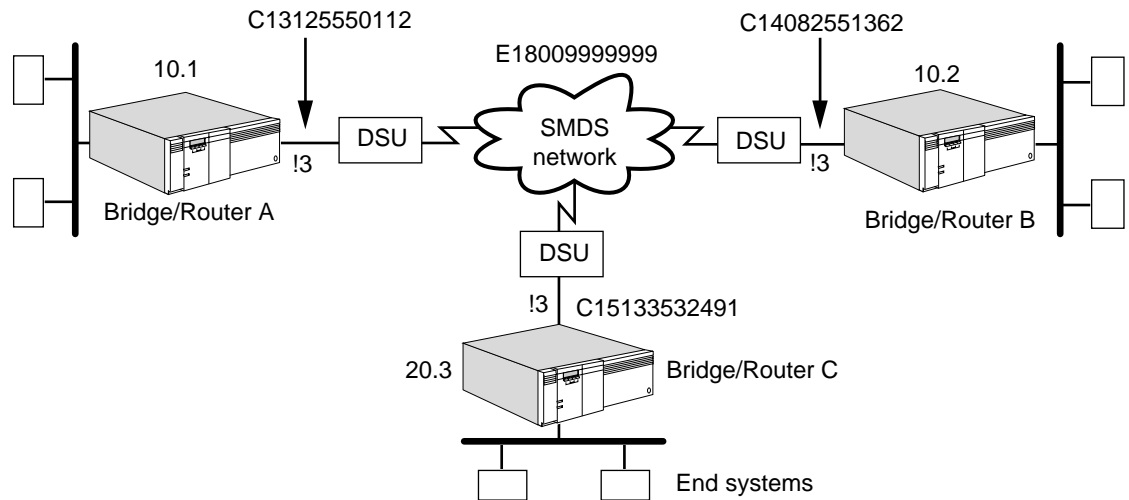 C13125550112
C14082551362
E18009999999
10.1
10.2
DSU
SMDS
network
DSU
!3
!3
Bridge/Router A
Bridge/Router B
DSU
!3
C15133532491
20.3
Bridge/Router C
End systems